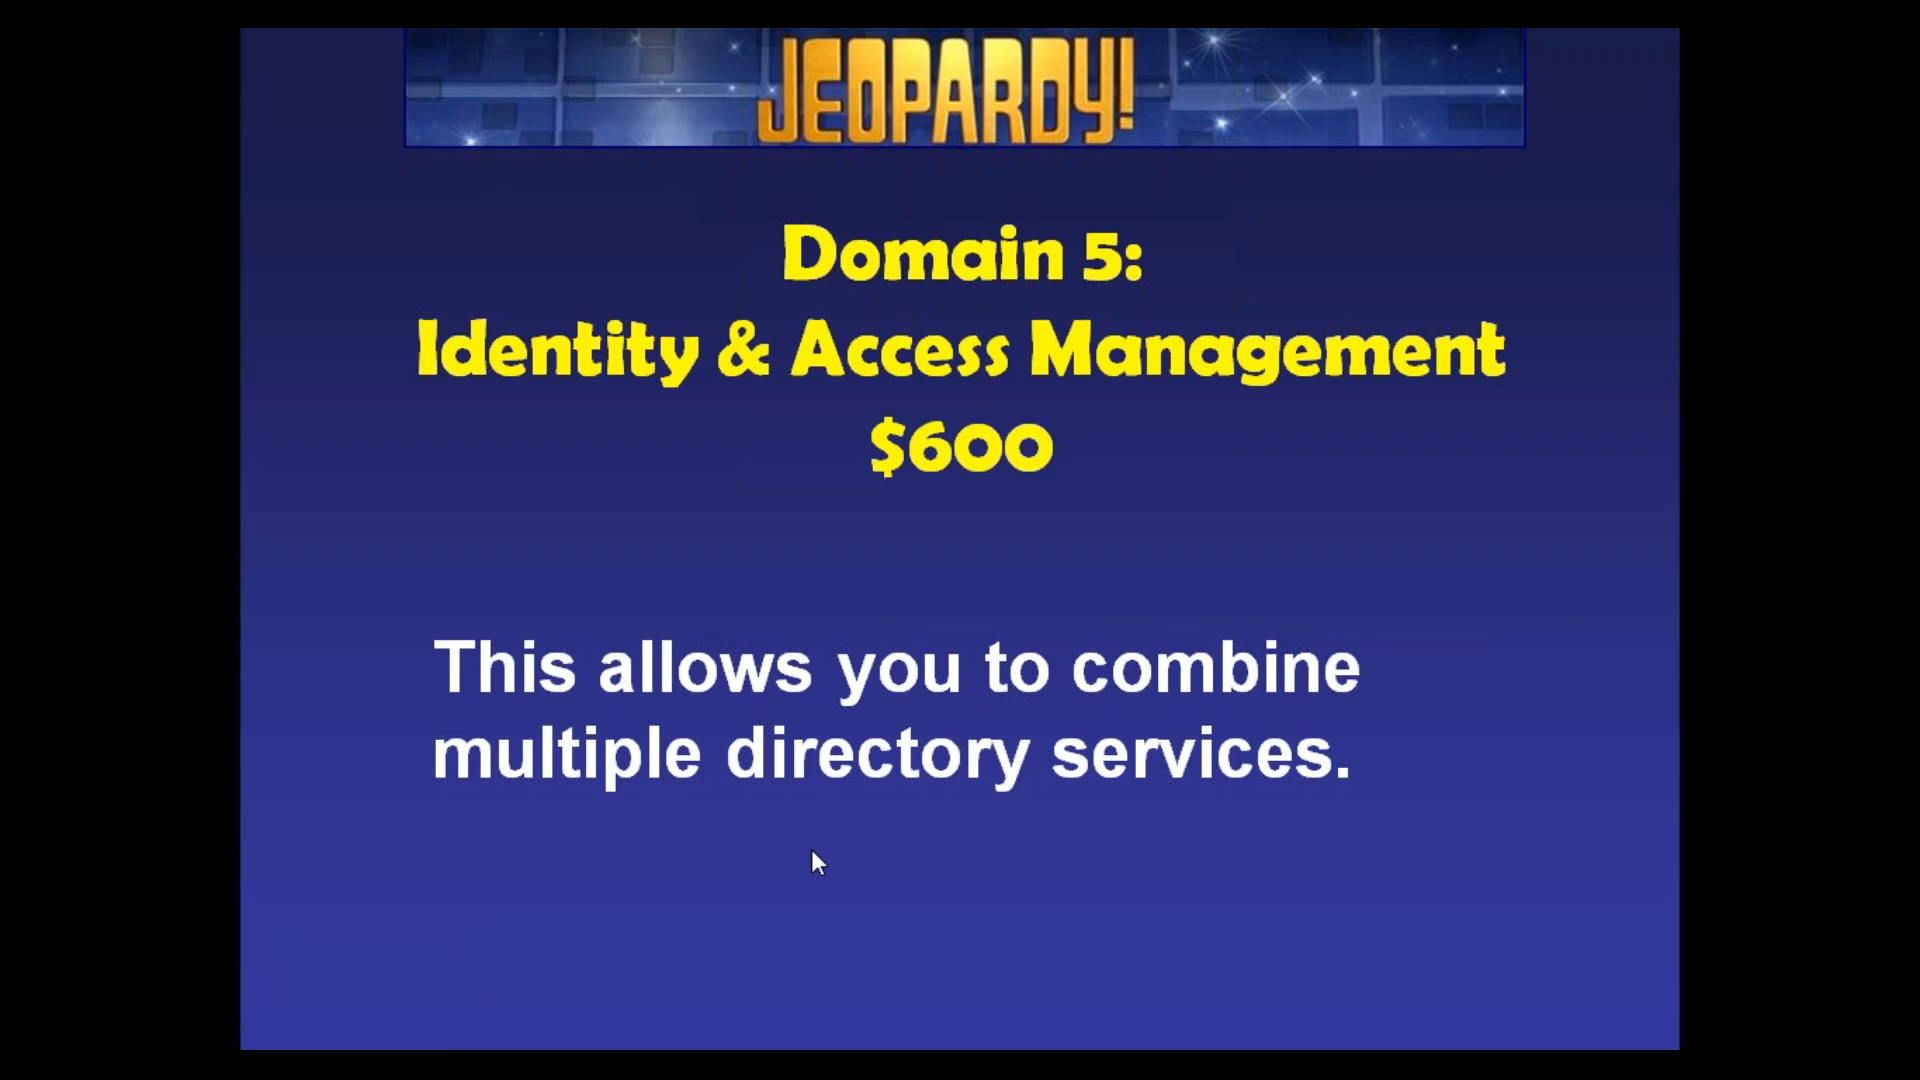 JEOPARDY!
Domain 5:
Identity & Access Management
$600
This allows you to combine
multiple directory services.